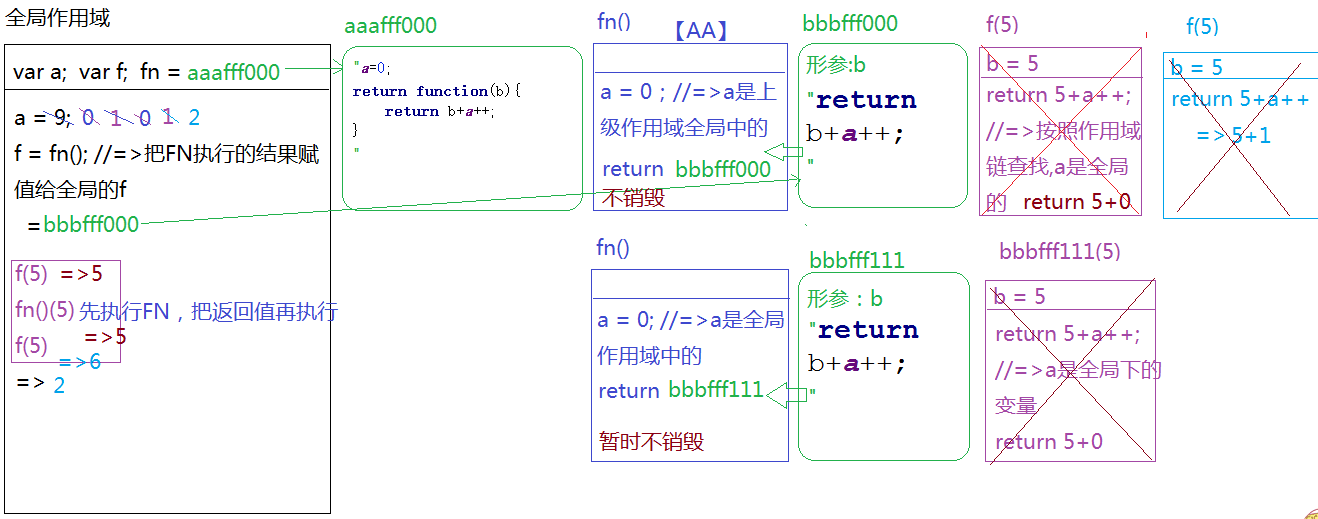 全局作用域
var a;  var f;  fn = aaafff000
a = 9; 0 1 0 1 2
f = fn(); //=>把FN执行的结果赋
值给全局的f
=bbbfff000
f(5) =>5
fn()(5) 先执行FN，把返回值再执行
=>5
f(5)
=>6
=> 2
aaafff000
"a=0;
return function(b){
return b+a++;
}
"
fn()
【AA】
a = 0 ; //=>a是上
级作用域全局中的
return bbbfff000
不销毁
bbbfff000
形参:b
"return
b+a++;
"
f(5)
b = 5
return 5+a++;
//=>按照作用域
链查找,a是全局
的 return 5+0
f(5)
b = 5
return 5+a++
=>5+1
fn()
a = 0; //=>a是全局
作用域中的
return bbbfff111
暂时不销毁
bbbfff111
形参：b
"return
b+a++;
"
bbbfff111(5)
b = 5
return 5+a++;
//=>a是全局下的
变量
return 5+0